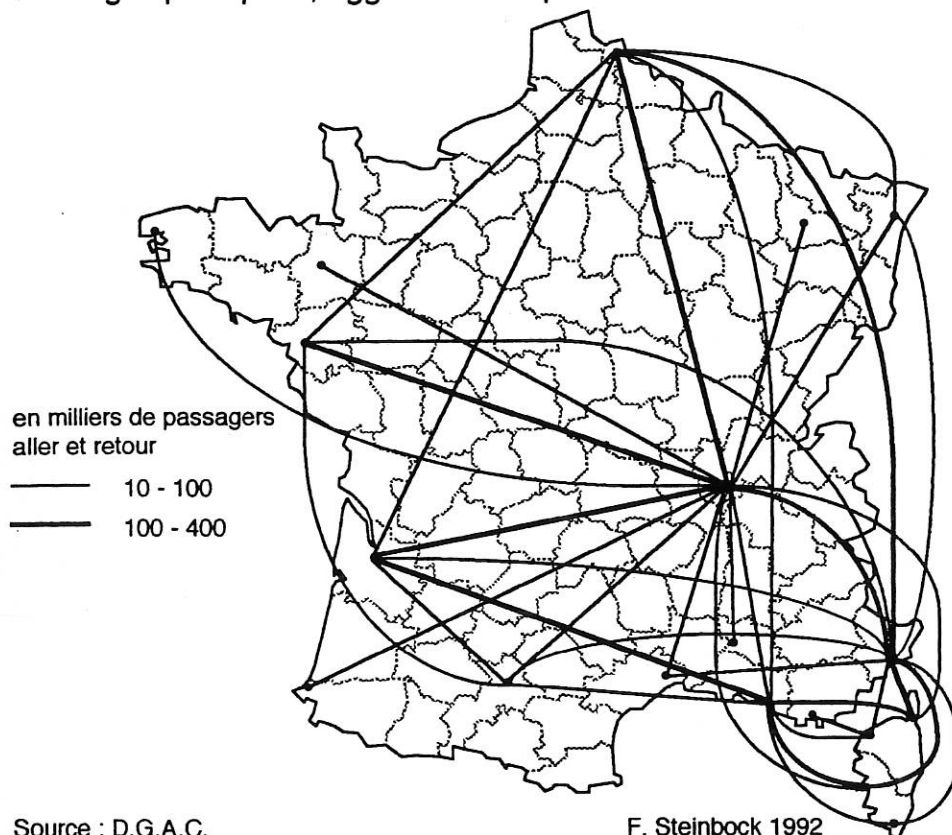 en milliers de passagers
aller et retour
10 - 100
100 - 400
Source : D.G.A.C.
F. Steinbock 1992